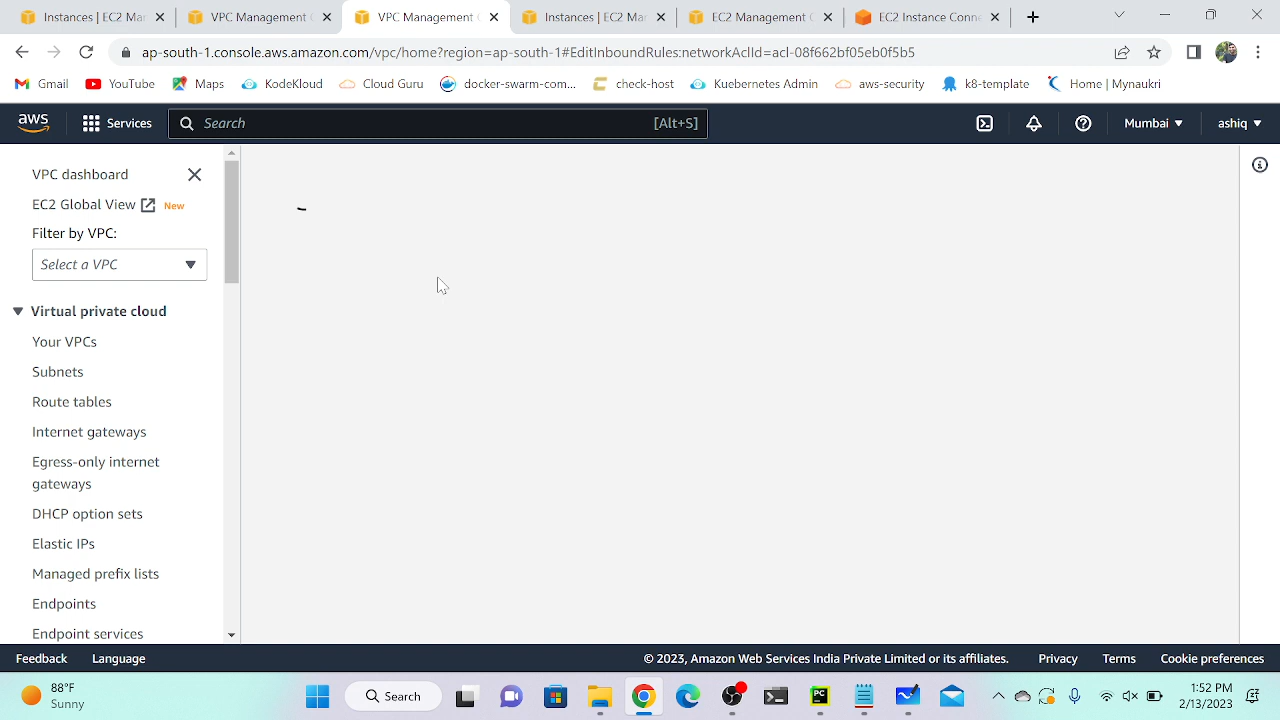 Instances | EC2 Mar
VPC Management C
VPC Management C
Instances | EC2 Mar
EC2 Management C
EC2 Instance Conne
ap-south-1.console.aws.amazon.com/vpc/home?region=ap-south-1#EditInboundRules:networkAclId=acl-08f662bf05eb0f5b5
Gmail
YouTube
Maps
KodeKloud
Cloud Guru
docker-swarm-com...
check-host
Kuebernetes Admin
aws-security
k8-template
Home | Mynaukri
aws
Services
Search
[Alt+S]
Mumbai
ashiq
VPC dashboard
EC2 Global View
New
Filter by VPC:
Select a VPC
Virtual private cloud
Your VPCs
Subnets
Route tables
Internet gateways
Egress-only internet
gateways
DHCP option sets
Elastic IPs
Managed prefix lists
Endpoints
Endpoint services
Feedback
Language
© 2023, Amazon Web Services India Private Limited or its affiliates.
Privacy
Terms
Cookie preferences
88°F
Sunny
Search
1:52 PM
2/13/2023